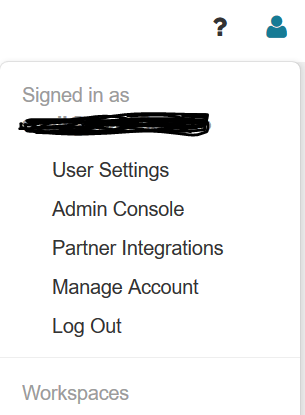 ?
Signed in as
User Settings
Admin Console
Partner Integrations
Manage Account
Log Out
Workspaces